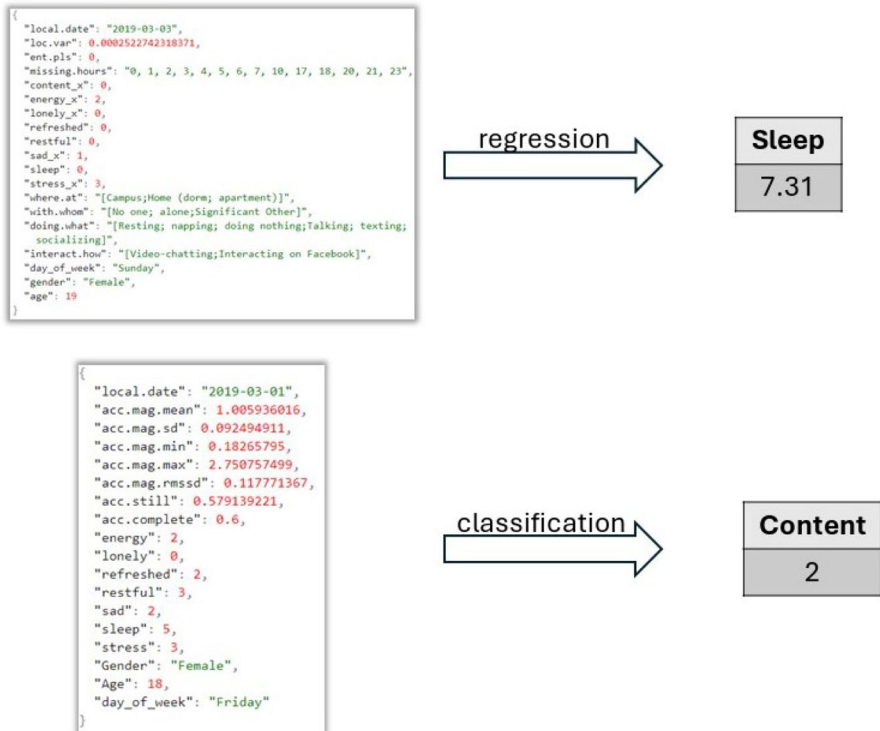 {
"local.date": "2019-03-03",
"loc.var": 0.0002522742318371,
"ent.pls": 0,
"missing.hours": "0, 1, 2, 3, 4, 5, 6, 7, 10, 17, 18, 20, 21, 23",
"content_x": 0,
"energy_x": 2,
"lonely_x": 0,
"refreshed": 0,
"restful": 0,
"sad_x": 1,
"sleep": 0,
"stress_x": 3,
"where.at": "[Campus;Home (dorm; apartment)]",
"with.whom": "[No one; alone;Significant Other]",
"doing.what": "[Resting; napping; doing nothing;Talking; texting;
socializing]",
"interact.how": "[Video-chatting;Interacting on Facebook]",
"day_of_week": "Sunday",
"gender": "Female",
"age": 19
}
regression
Sleep
7.31
{
"local.date": "2019-03-01",
"acc.mag.mean": 1.005936016,
"acc.mag.sd": 0.092494911,
"acc.mag.min": 0.18265795,
"acc.mag.max": 2.750757499,
"acc.mag.rmssd": 0.117771367,
"acc.still": 0.579139221,
"acc.complete": 0.6,
"energy": 2,
"lonely": 0,
"refreshed": 2,
"restful": 3,
"sad": 2,
"sleep": 5,
"stress": 3,
"Gender": "Female",
"Age": 18,
"day_of_week": "Friday"
}
classification
Content
2